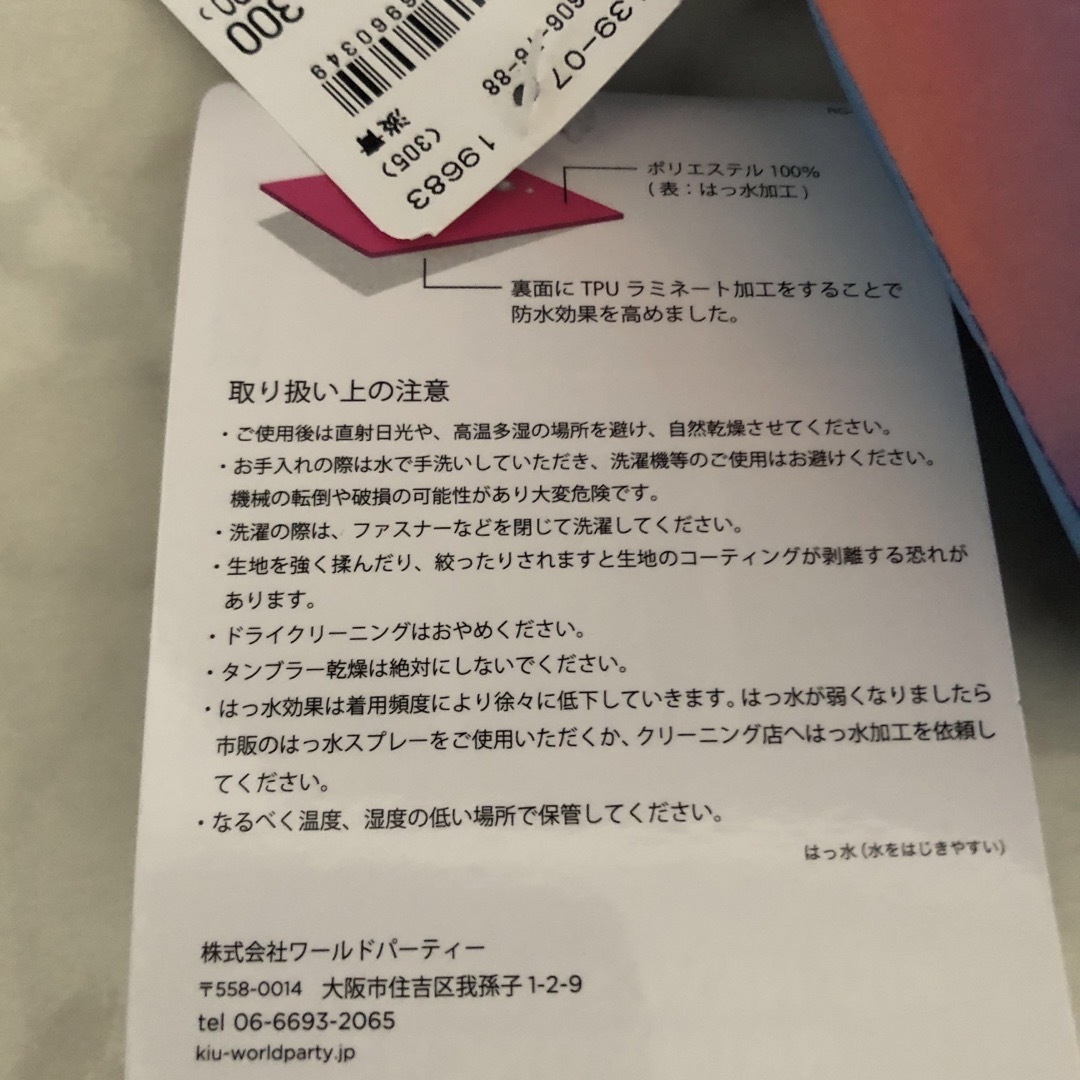 300
6960349
淡青
(305)
19683
606-76-88
39-07
ポリエステル 100%
(表：はっ水加工)
裏面に TPU ラミネート加工をすることで
防水効果を高めました。
取り扱い上の注意
・ご使用後は直射日光や、高温多湿の場所を避け、自然乾燥させてください。
・お手入れの際は水で手洗いしていただき、洗濯機等のご使用はお避けください。
機械の転倒や破損の可能性があり大変危険です。
・洗濯の際は、ファスナーなどを閉じて洗濯してください。
・生地を強く揉んだり、絞ったりされますと生地のコーティングが剥離する恐れが
あります。
・ドライクリーニングはおやめください。
・タンブラー乾燥は絶対にしないでください。
・はっ水効果は着用頻度により徐々に低下していきます。はっ水が弱くなりましたら
市販のはっ水スプレーをご使用いただくか、クリーニング店へはっ水加工を依頼し
てください。
・なるべく温度、湿度の低い場所で保管してください。
はっ水（水をはじきやすい）
株式会社ワールドパーティー
〒558-0014　大阪市住吉区我孫子 1-2-9
tel 06-6693-2065
kiu-worldparty.jp